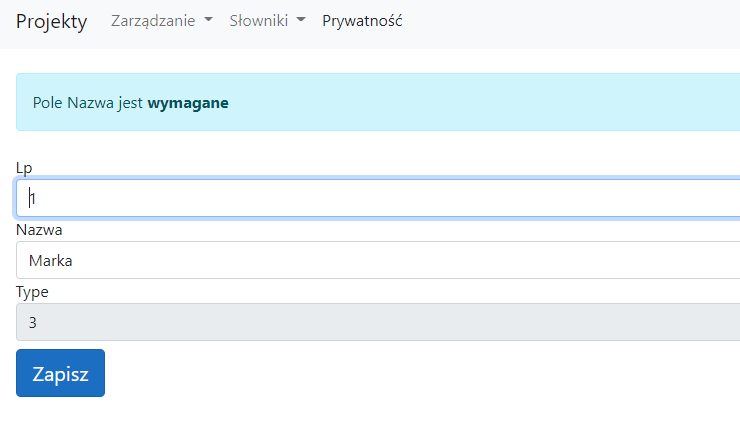 Projekty Zarządzanie Słowniki Prywatność
Pole Nazwa jest wymagane
Lp
1
Nazwa
Marka
Type
3
Zapisz